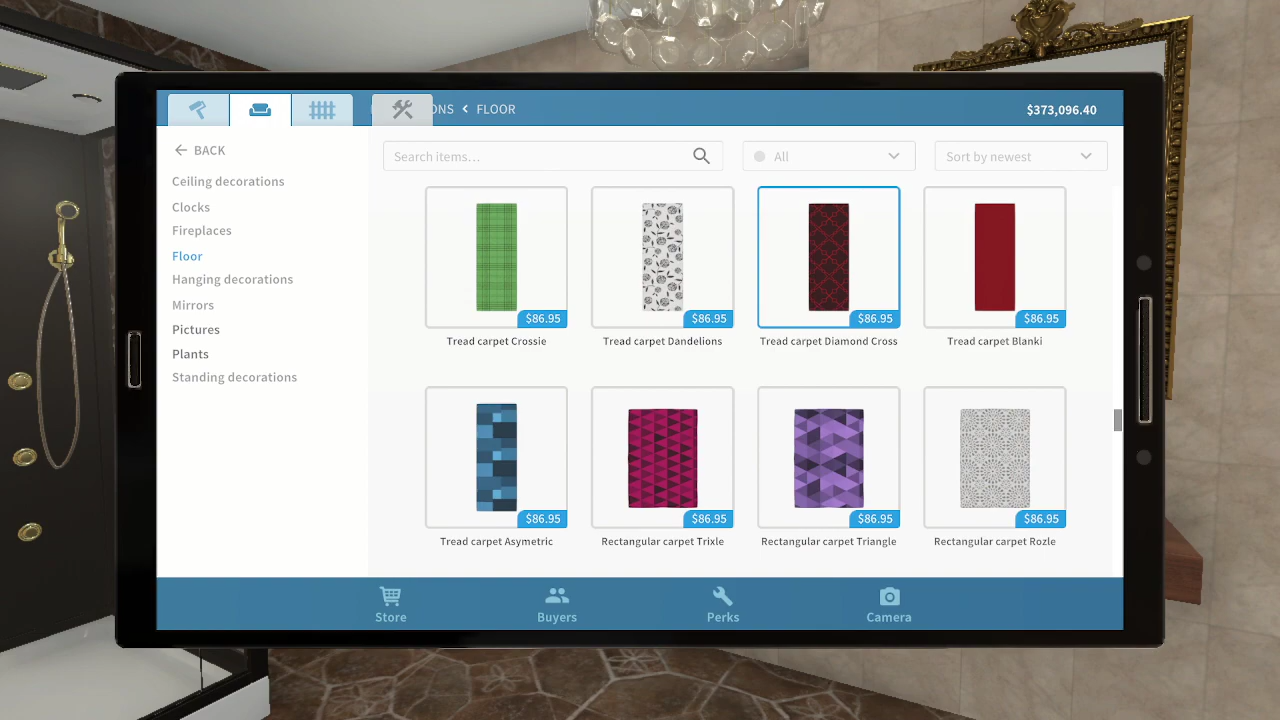 ONS < FLOOR
$373,096.40
BACK
Search items...
All
Sort by newest
Ceiling decorations
Clocks
Fireplaces
Floor
Hanging decorations
Mirrors
Pictures
Plants
Standing decorations
$86.95
$86.95
$86.95
$86.95
Tread carpet Crossie
Tread carpet Dandelions
Tread carpet Diamond Cross
Tread carpet Blanki
$86.95
$86.95
$86.95
$86.95
Tread carpet Asymetric
Rectangular carpet Trixle
Rectangular carpet Triangle
Rectangular carpet Rozle
Store
Buyers
Perks
Camera